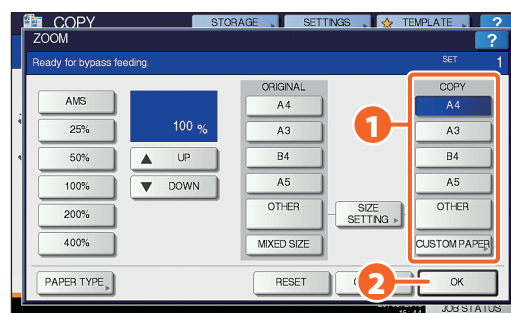 COPY STORAGE SETTINGS TEMPLATE ?
ZOOM ?
Ready for bypass feeding. SET 1
ORIGINAL COPY
AMS 100 % A4 A4
25% A3 A3
50% UP B4 B4
100% DOWN A5 A5
200% OTHER SIZE SETTING OTHER
400% MIXED SIZE CUSTOM PAPER
PAPER TYPE RESET OK
JOB STATUS
1
2